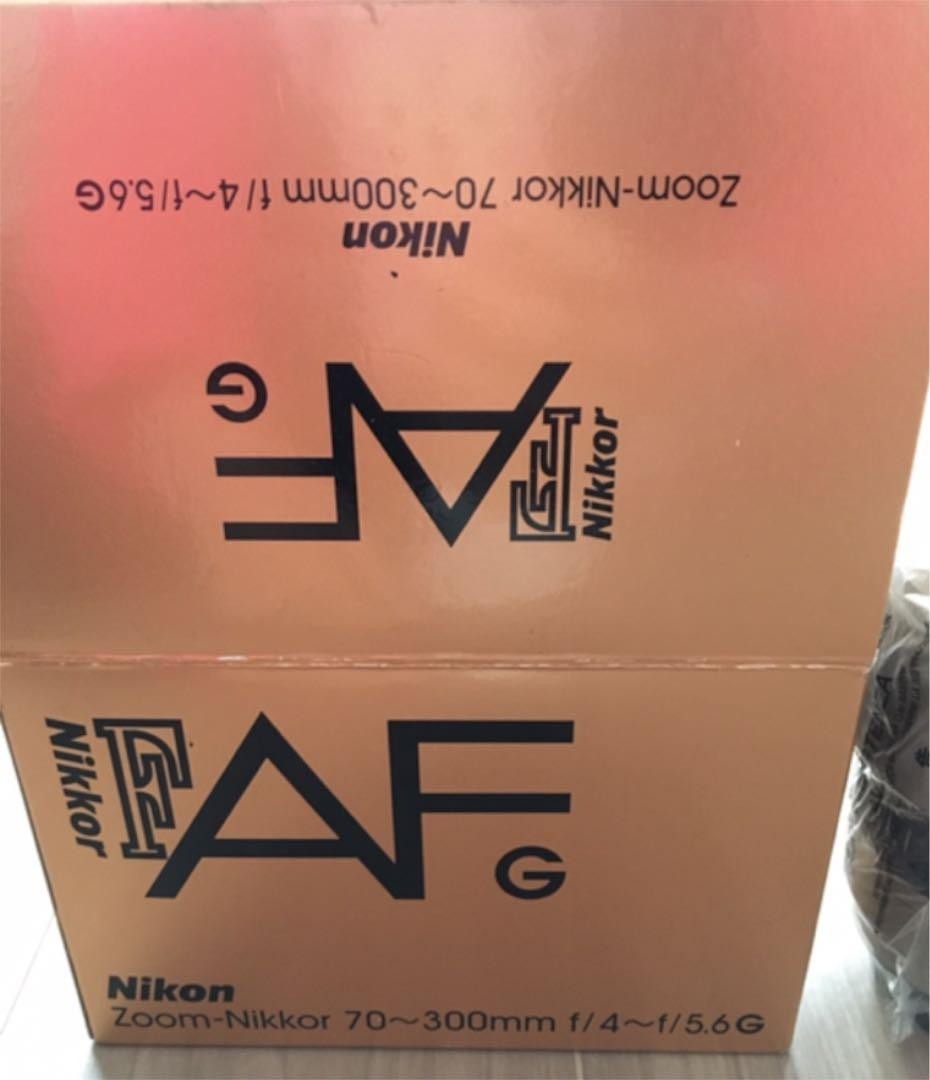 Zoom-Nikkor 70~300mm f/4~f/5.6G
Nikon
AF G
Nikkor
Nikkor
AF G
Nikon
Zoom-Nikkor 70~300mm f/4~f/5.6G